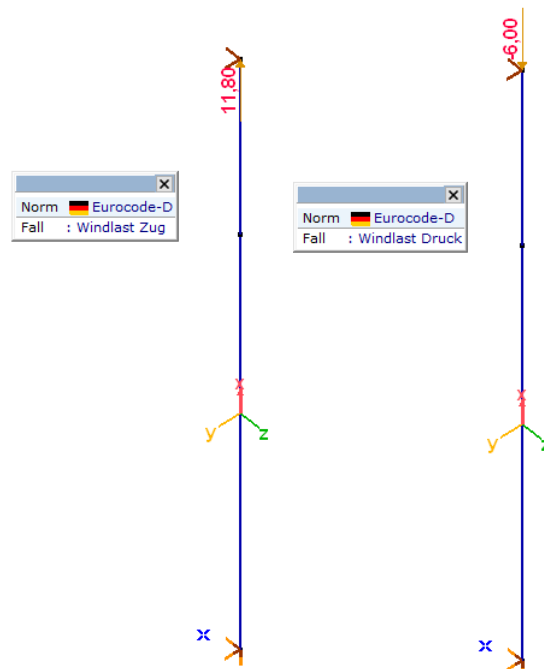 11,80
-6,00
Norm Eurocode-D
Fall : Windlast Zug
Norm Eurocode-D
Fall : Windlast Druck
x
y
z
x
y
z
x
x